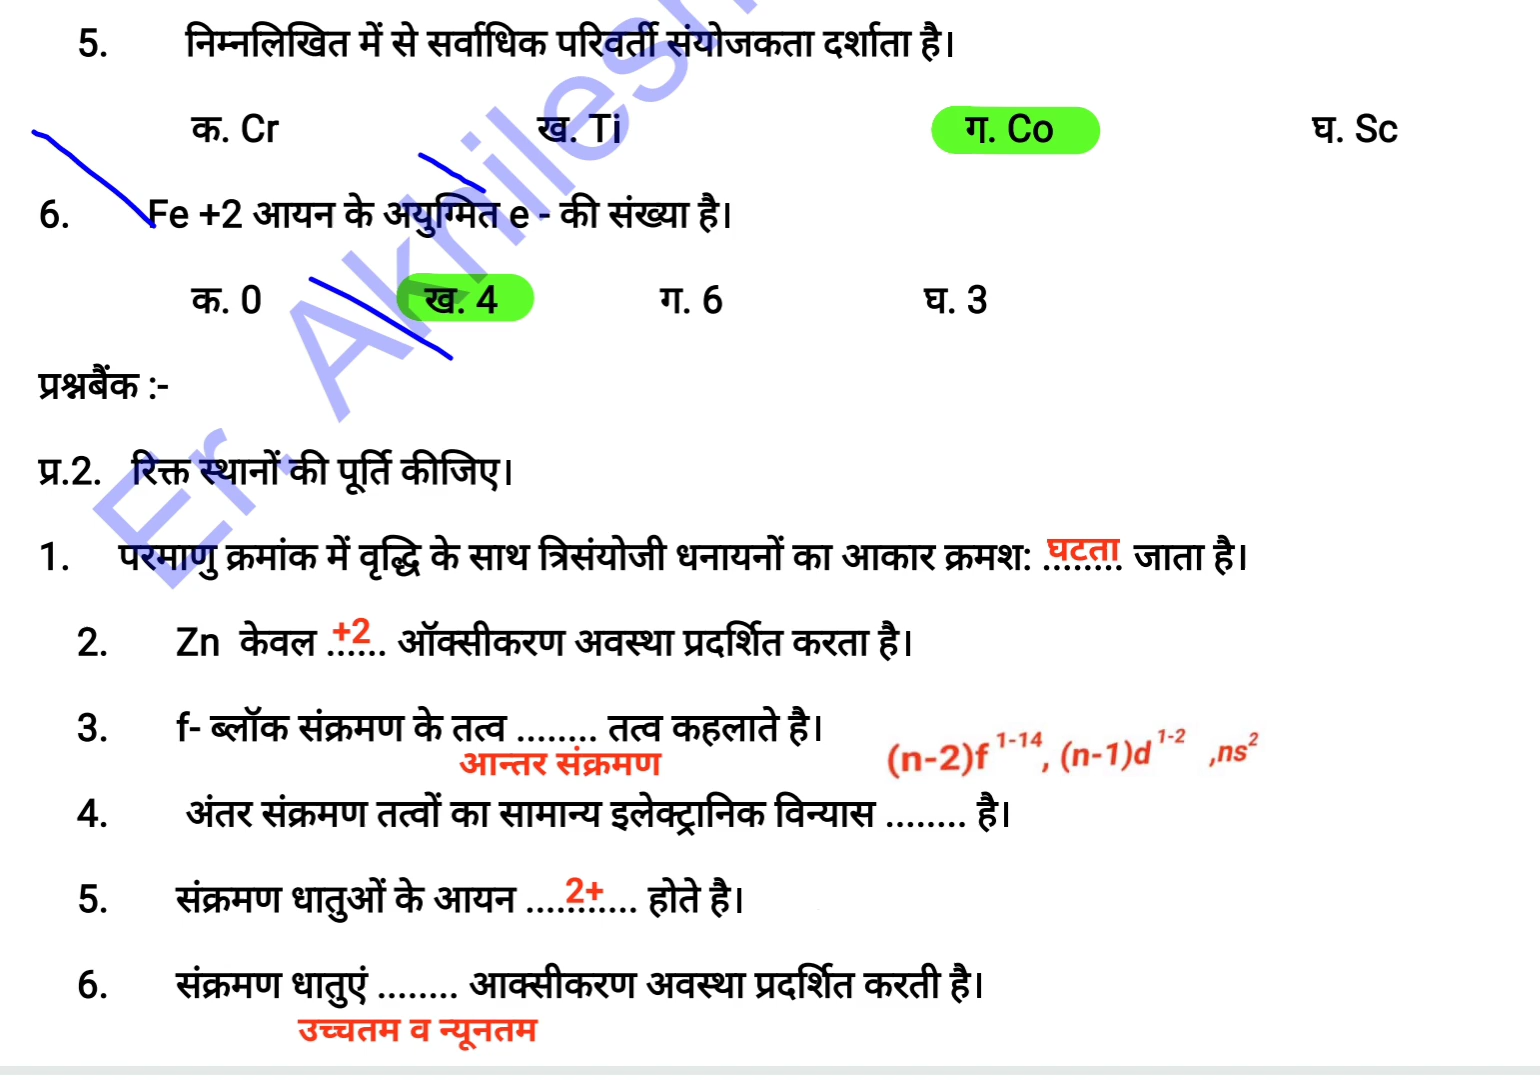 5. निम्नलिखित में से सर्वाधिक परिवर्ती संयोजकता दर्शाता है।
क. Cr ख. Ti ग. Co घ. Sc
6. Fe +2 आयन के अयुग्मित e - की संख्या है।
क. 0 ख. 4 ग. 6 घ. 3
प्रश्नबैंक :-
प्र.2. रिक्त स्थानों की पूर्ति कीजिए।
1. परमाणु क्रमांक में वृद्धि के साथ त्रिसंयोजी धनायनों का आकार क्रमश: घटता ........ जाता है।
2. Zn केवल +2 ...... ऑक्सीकरण अवस्था प्रदर्शित करता है।
3. f- ब्लॉक संक्रमण के तत्व ........ तत्व कहलाते है।
आन्तर संक्रमण (n-2)f 1-14, (n-1)d 1-2 ,ns2
4. अंतर संक्रमण तत्वों का सामान्य इलेक्ट्रानिक विन्यास ........ है।
5. संक्रमण धातुओं के आयन ....2+....... होते है।
6. संक्रमण धातुएं ........ आक्सीकरण अवस्था प्रदर्शित करती है।
उच्चतम व न्यूनतम
Er. Akhilesh